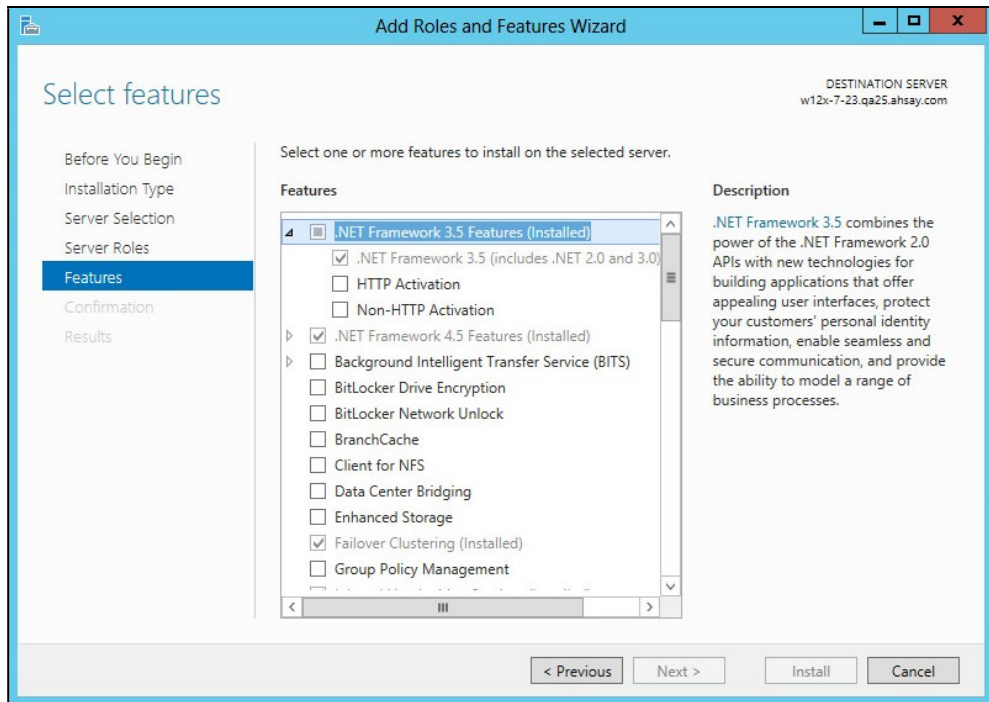 Add Roles and Features Wizard
Select features
DESTINATION SERVER
w12x-7-23.qa25.ahsay.com
Before You Begin
Installation Type
Server Selection
Server Roles
Features
Confirmation
Results
Select one or more features to install on the selected server.
Features
.NET Framework 3.5 Features (Installed)
.NET Framework 3.5 (includes .NET 2.0 and 3.0)
HTTP Activation
Non-HTTP Activation
.NET Framework 4.5 Features (Installed)
Background Intelligent Transfer Service (BITS)
BitLocker Drive Encryption
BitLocker Network Unlock
BranchCache
Client for NFS
Data Center Bridging
Enhanced Storage
Failover Clustering (Installed)
Group Policy Management
Description
.NET Framework 3.5 combines the
power of the .NET Framework 2.0
APIs with new technologies for
building applications that offer
appealing user interfaces, protect
your customers' personal identity
information, enable seamless and
secure communication, and provide
the ability to model a range of
business processes.
< Previous
Next >
Install
Cancel